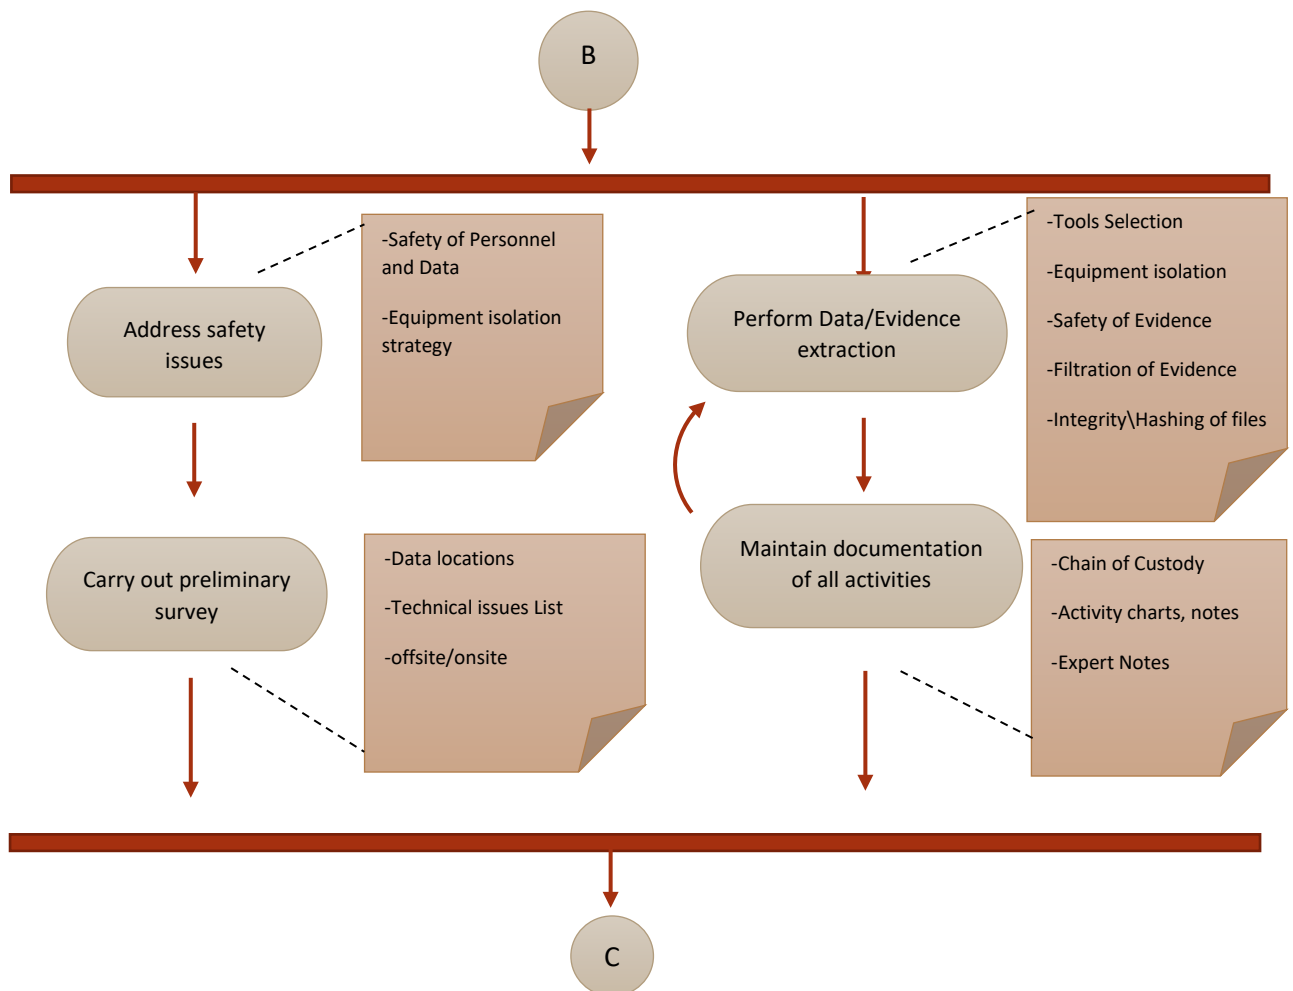 B
Address safety
issues
-Safety of Personnel
and Data
-Equipment isolation
strategy
Carry out preliminary
survey
-Data locations
-Technical issues List
-offsite/onsite
Perform Data/Evidence
extraction
-Tools Selection
-Equipment isolation
-Safety of Evidence
-Filtration of Evidence
-Integrity\Hashing of files
Maintain documentation
of all activities
-Chain of Custody
-Activity charts, notes
-Expert Notes
C